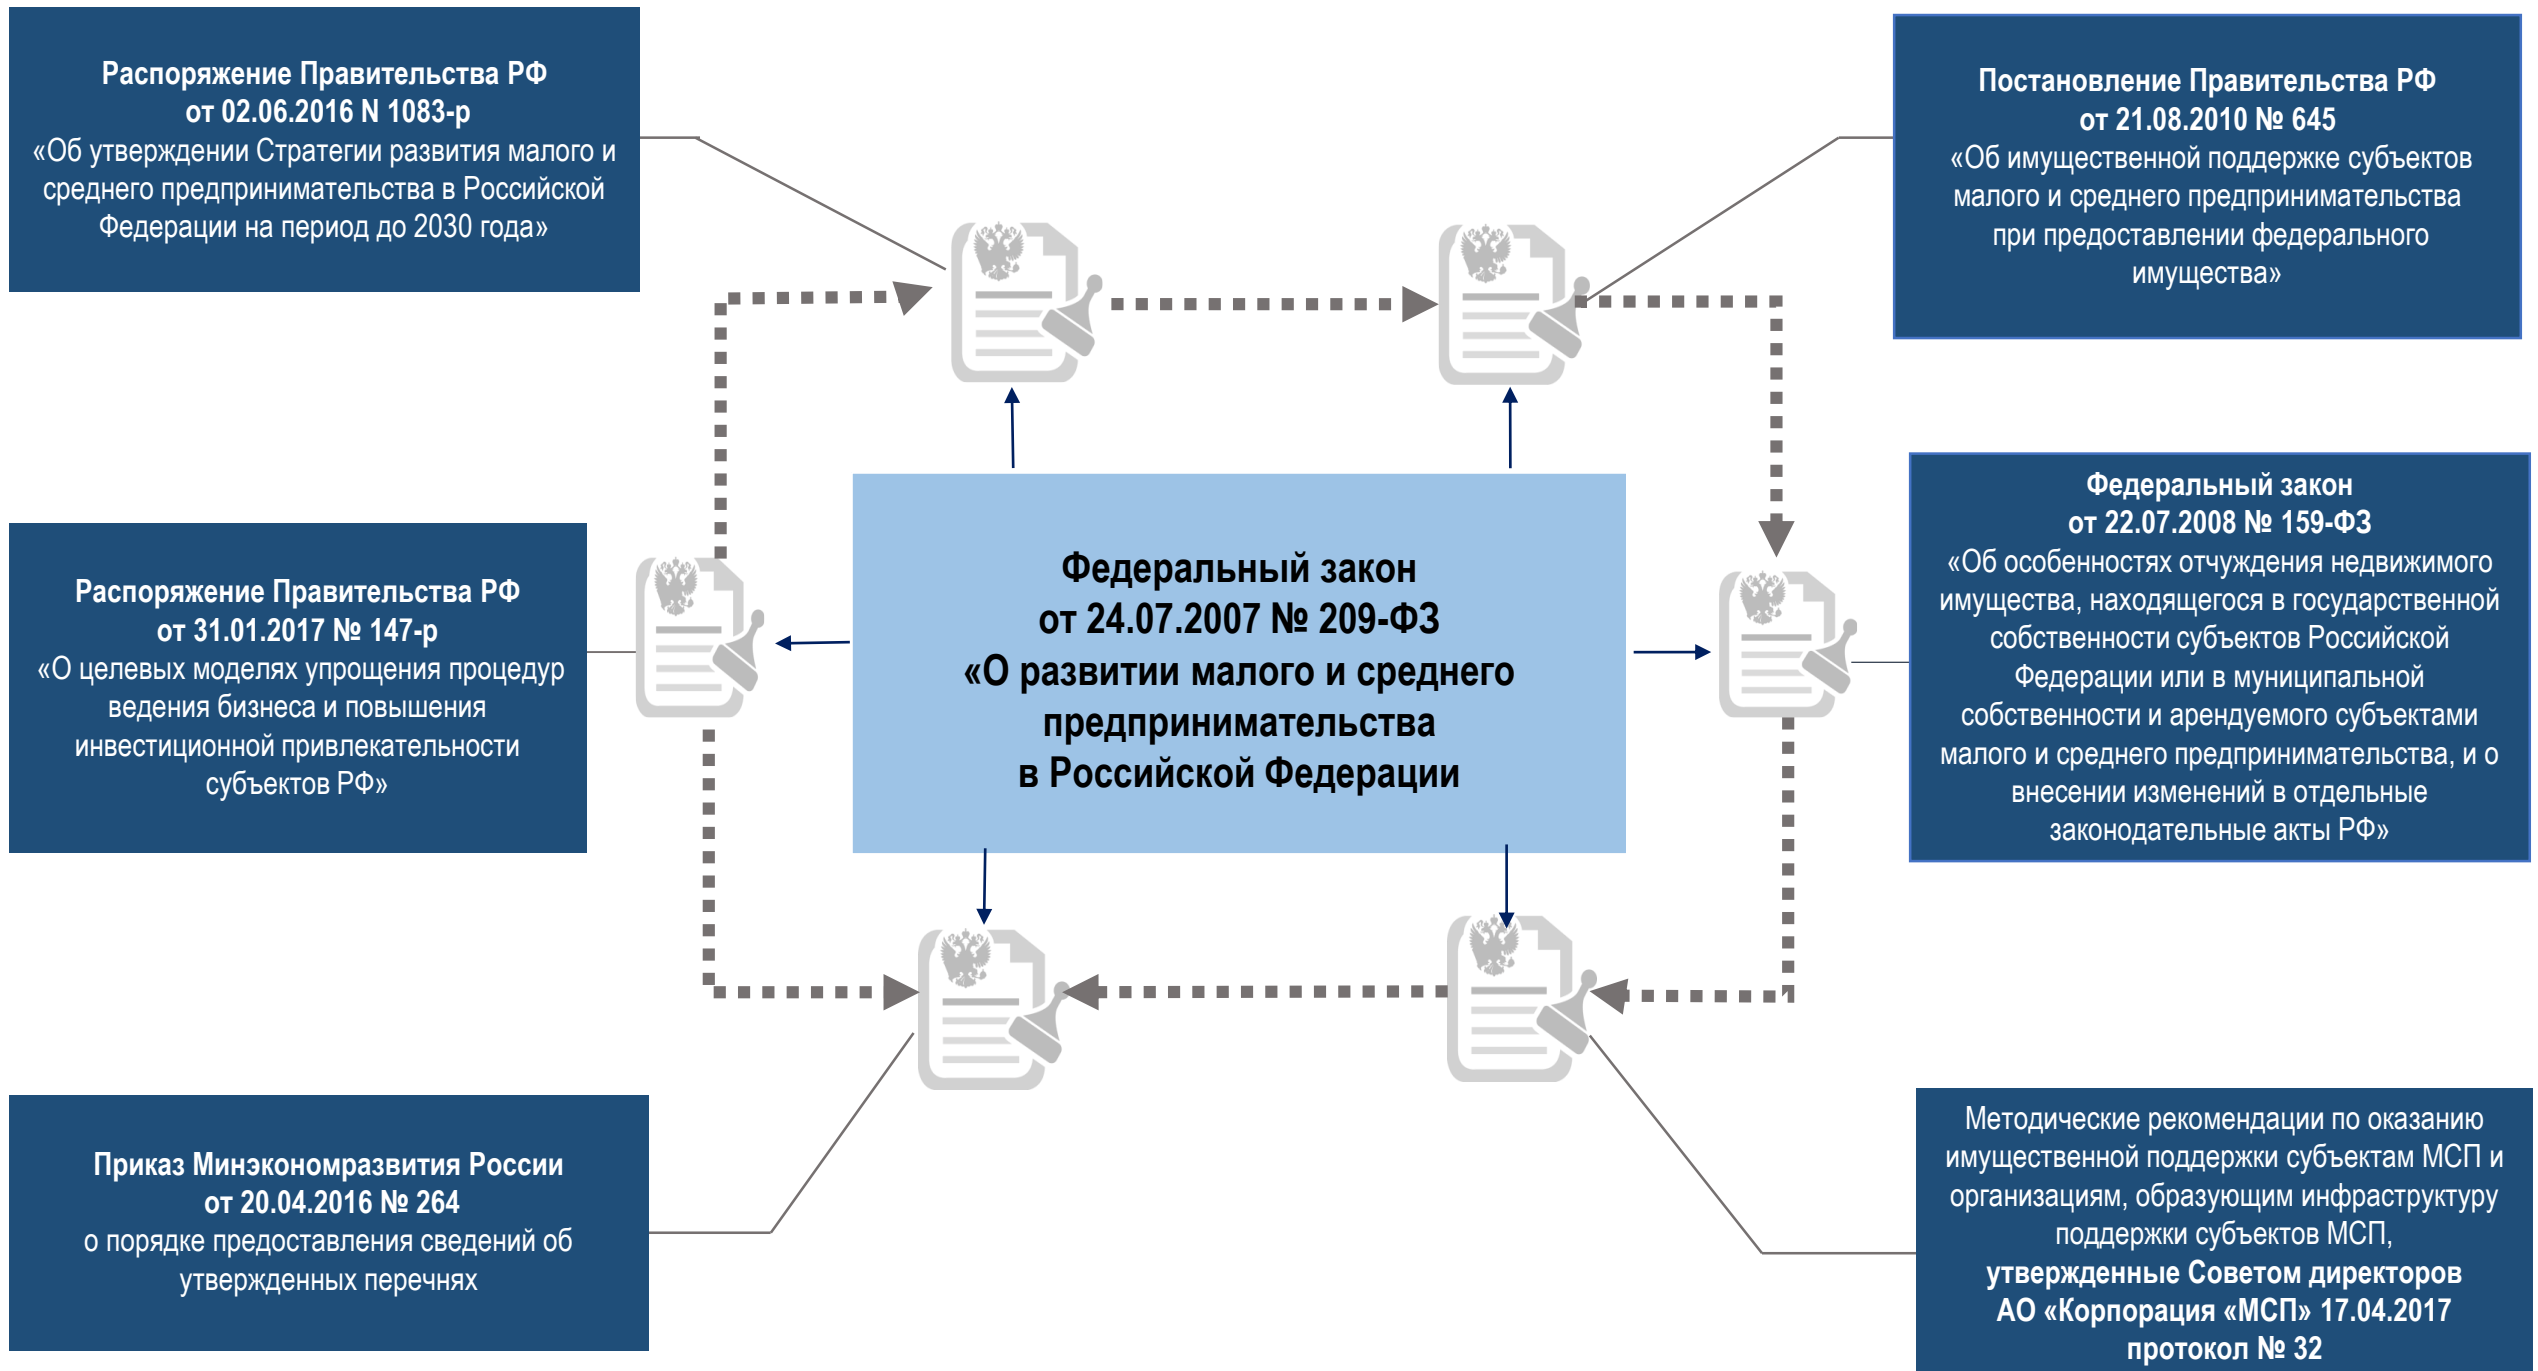 Распоряжение Правительства РФ
от 02.06.2016 N 1083-р
«Об утверждении Стратегии развития малого и
среднего предпринимательства в Российской
Федерации на период до 2030 года»
Постановление Правительства РФ
от 21.08.2010 № 645
«Об имущественной поддержке субъектов
малого и среднего предпринимательства
при предоставлении федерального
имущества»
Распоряжение Правительства РФ
от 31.01.2017 № 147-р
«О целевых моделях упрощения процедур
ведения бизнеса и повышения
инвестиционной привлекательности
субъектов РФ»
Федеральный закон
от 24.07.2007 № 209-ФЗ
«О развитии малого и среднего
предпринимательства
в Российской Федерации
Федеральный закон
от 22.07.2008 № 159-ФЗ
«Об особенностях отчуждения недвижимого
имущества, находящегося в государственной
собственности субъектов Российской
Федерации или в муниципальной
собственности и арендуемого субъектами
малого и среднего предпринимательства, и о
внесении изменений в отдельные
законодательные акты РФ»
Приказ Минэкономразвития России
от 20.04.2016 № 264
о порядке предоставления сведений об
утвержденных перечнях
Методические рекомендации по оказанию
имущественной поддержки субъектам МСП и
организациям, образующим инфраструктуру
поддержки субъектов МСП,
утвержденные Советом директоров
АО «Корпорация «МСП» 17.04.2017
протокол № 32